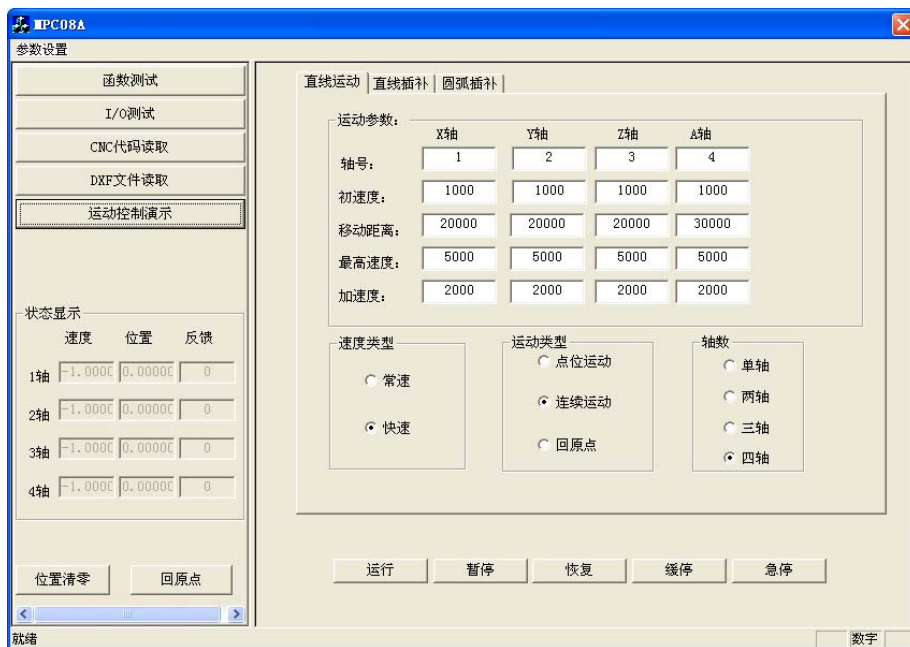 MPC08A
参数设置
函数测试
I/O测试
CNC代码读取
DXF文件读取
运动控制演示
状态显示
速度 位置 反馈
1轴 -1.0000 0.00000 0
2轴 -1.0000 0.00000 0
3轴 -1.0000 0.00000 0
4轴 -1.0000 0.00000 0
位置清零 回原点
直线运动 直线插补 圆弧插补
运动参数:
X轴 Y轴 Z轴 A轴
轴号: 1 2 3 4
初速度: 1000 1000 1000 1000
移动距离: 20000 20000 20000 30000
最高速度: 5000 5000 5000 5000
加速度: 2000 2000 2000 2000
速度类型
常速
快速
运动类型
点位运动
连续运动
回原点
轴数
单轴
两轴
三轴
四轴
运行 暂停 恢复 缓停 急停
就绪 数字